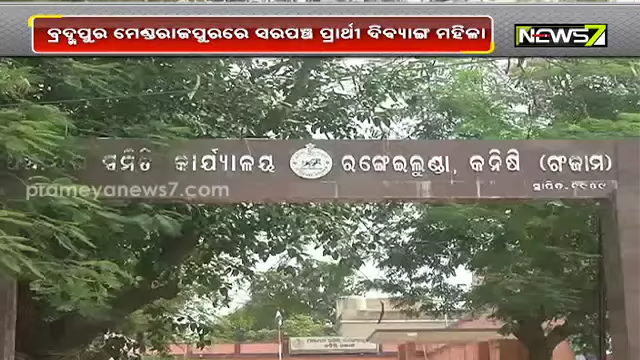 ବ୍ରହ୍ମପୁର ମେଣ୍ଡରାଜପୁରରେ ସରପଞ୍ଚ ପ୍ରାର୍ଥୀ ଦିବ୍ୟାଙ୍ଗ ମହିଳା
NEWS7
ସମିତି କାର୍ଯ୍ୟାଳୟ ରଙ୍ଗେଇଲୁଣ୍ଡା, କନିଷି (ଗଞ୍ଜାମ)
prameyanews7.com